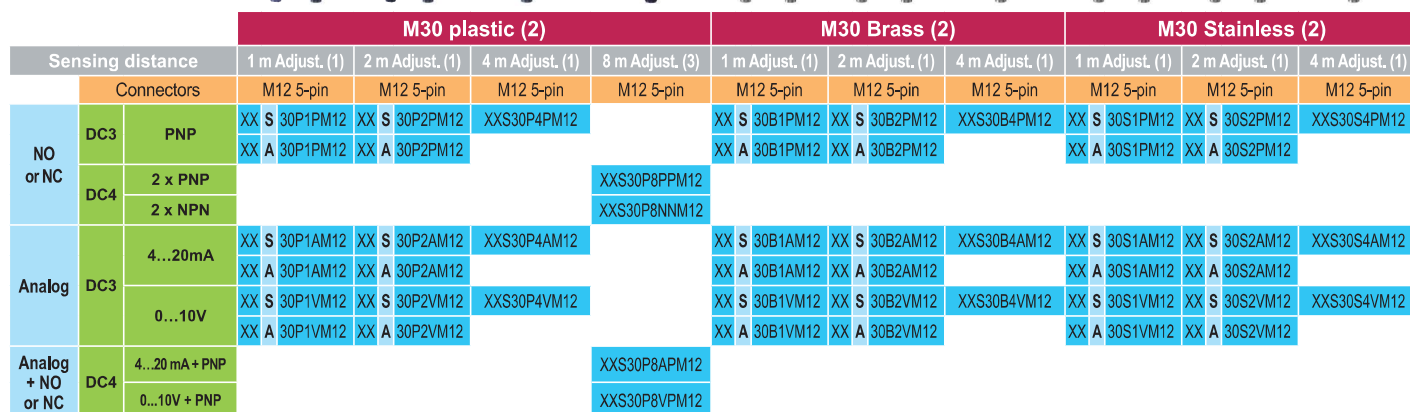 M30 plastic (2) M30 Brass (2) M30 Stainless (2)
Sensing distance 1 m Adjust. (1) 2 m Adjust. (1) 4 m Adjust. (1) 8 m Adjust. (3) 1 m Adjust. (1) 2 m Adjust. (1) 4 m Adjust. (1) 1 m Adjust. (1) 2 m Adjust. (1) 4 m Adjust. (1)
Connectors M12 5-pin M12 5-pin M12 5-pin M12 5-pin M12 5-pin M12 5-pin M12 5-pin M12 5-pin M12 5-pin M12 5-pin
NO
or NC
DC3 PNP
XX S 30P1PM12 XX S 30P2PM12 XXS30P4PM12 XX S 30B1PM12 XX S 30B2PM12 XXS30B4PM12 XX S 30S1PM12 XX S 30S2PM12 XXS30S4PM12
XX A 30P1PM12 XX A 30P2PM12 XX A 30B1PM12 XX A 30B2PM12 XX A 30S1PM12 XX A 30S2PM12
DC4
2 x PNP XXS30P8PPM12
2 x NPN XXS30P8NNM12
Analog
DC3
4...20mA
XX S 30P1AM12 XX S 30P2AM12 XXS30P4AM12 XX S 30B1AM12 XX S 30B2AM12 XXS30B4AM12 XX S 30S1AM12 XX S 30S2AM12 XXS30S4AM12
XX A 30P1AM12 XX A 30P2AM12 XX A 30B1AM12 XX A 30B2AM12 XX A 30S1AM12 XX A 30S2AM12
0...10V
XX S 30P1VM12 XX S 30P2VM12 XXS30P4VM12 XX S 30B1VM12 XX S 30B2VM12 XXS30B4VM12 XX S 30S1VM12 XX S 30S2VM12 XXS30S4VM12
XX A 30P1VM12 XX A 30P2VM12 XX A 30B1VM12 XX A 30B2VM12 XX A 30S1VM12 XX A 30S2VM12
Analog
+ NO
or NC
DC4
4...20 mA + PNP XXS30P8APM12
0...10V + PNP XXS30P8VPM12